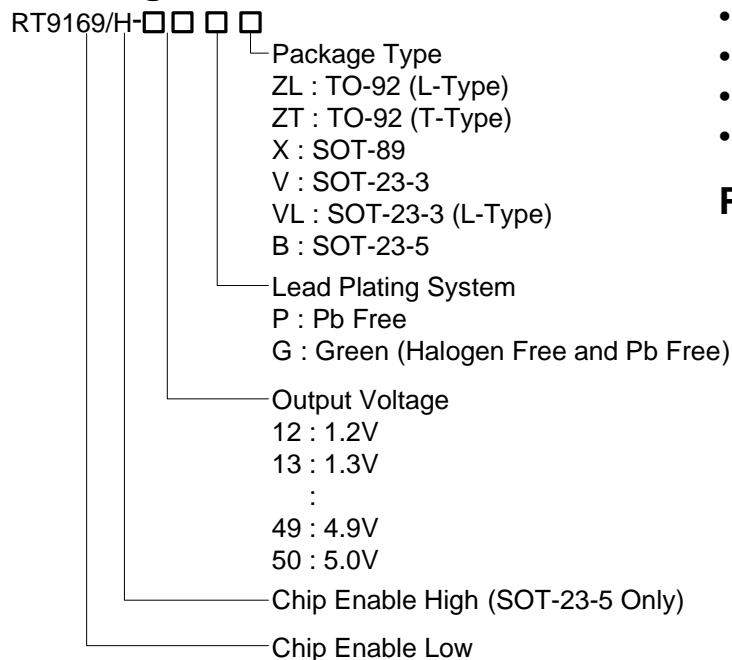 RT9169/H-□□ □ □
Package Type
ZL : TO-92 (L-Type)
ZT : TO-92 (T-Type)
X : SOT-89
V : SOT-23-3
VL : SOT-23-3 (L-Type)
B : SOT-23-5
Lead Plating System
P : Pb Free
G : Green (Halogen Free and Pb Free)
Output Voltage
12 : 1.2V
13 : 1.3V
:
49 : 4.9V
50 : 5.0V
Chip Enable High (SOT-23-5 Only)
Chip Enable Low